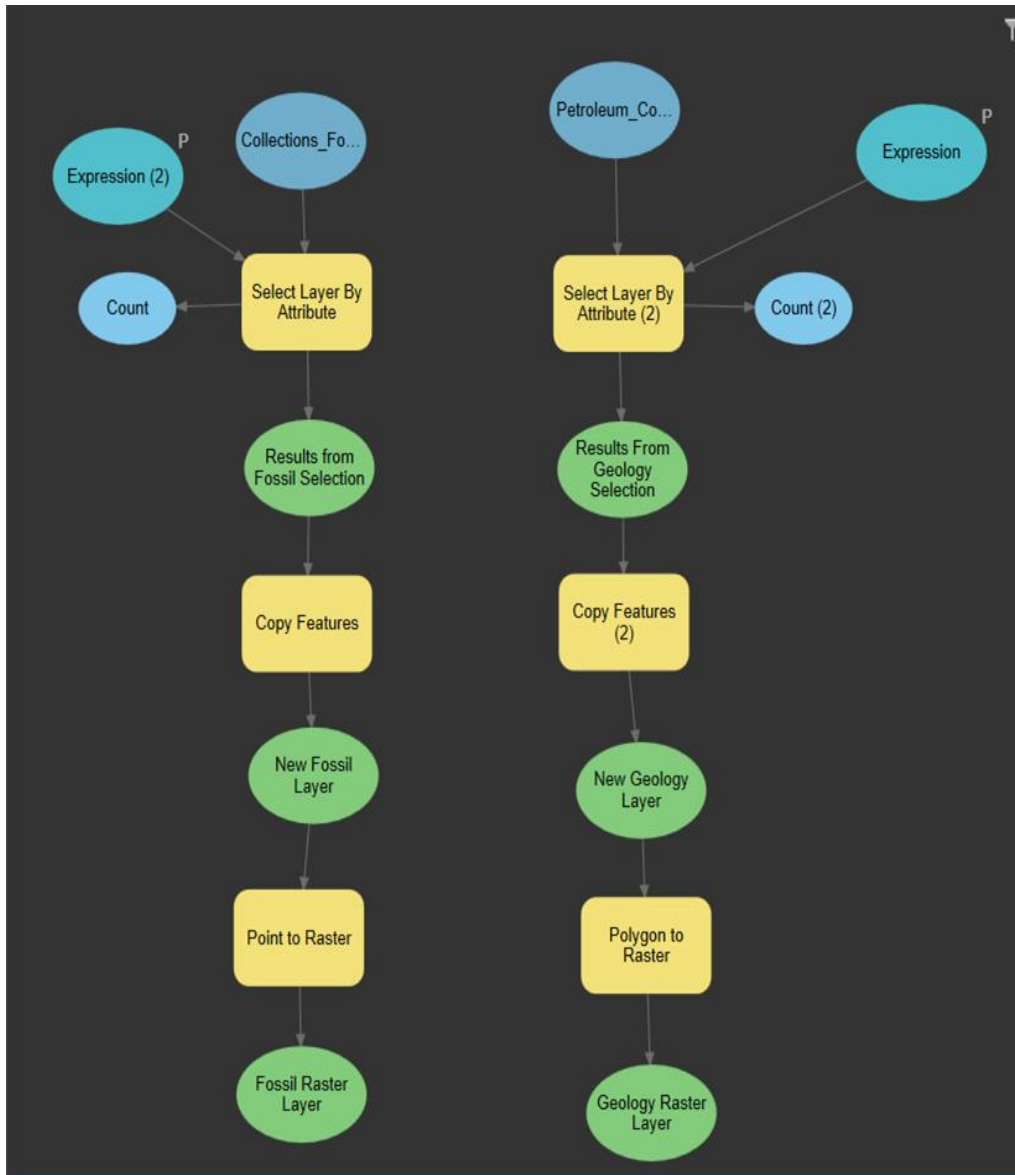 Petroleum_Co...
P
P
Collections_Fo...
Expression
Expression (2)
Select Layer By
Attribute
Select Layer By
Attribute (2)
Count
Count (2)
Results from
Fossil Selection
Results From
Geology
Selection
Copy Features
Copy Features
(2)
New Fossil
Layer
New Geology
Layer
Point to Raster
Polygon to
Raster
Fossil Raster
Layer
Geology Raster
Layer